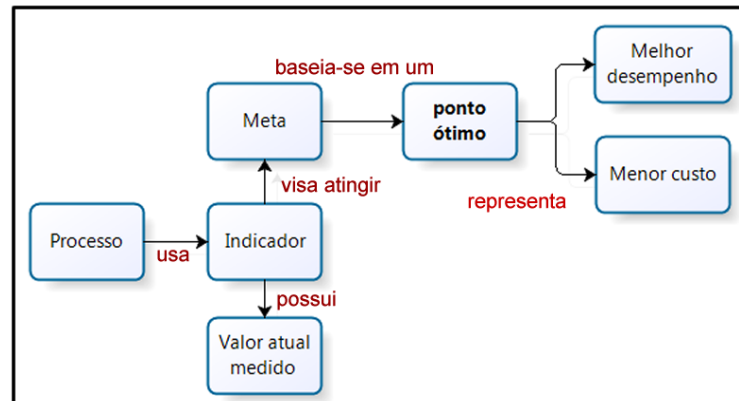 baseia-se em um
Melhor
desempenho
Meta
ponto
ótimo
visa atingir
representa
Menor custo
Processo
usa
Indicador
possui
Valor atual
medido